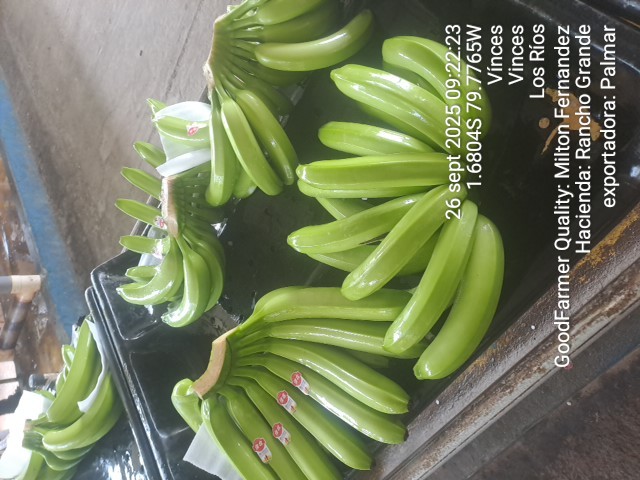 26 sept 2025 09:22:23
1.6804S 79.7765W
Vínces
Vinces
Los Ríos
GoodFarmer Quality: Milton Fernandez
Hacienda: Rancho Grande
exportadora: Palmar